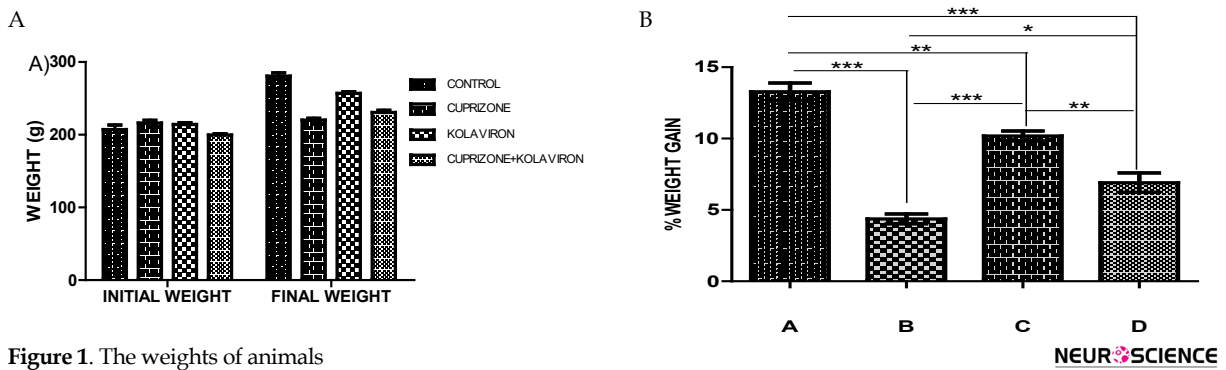 A
A)
300
200
100
0
WEIGHT (g)
INITIAL WEIGHT FINAL WEIGHT
CONTROL
CUPRIZONE
KOLAVIRON
CUPRIZONE+KOLAVIRON
B
***
*
**
***
***
**
15
10
5
0
% WEIGHT GAIN
A B C D
Figure 1. The weights of animals
NEUROSCIENCE